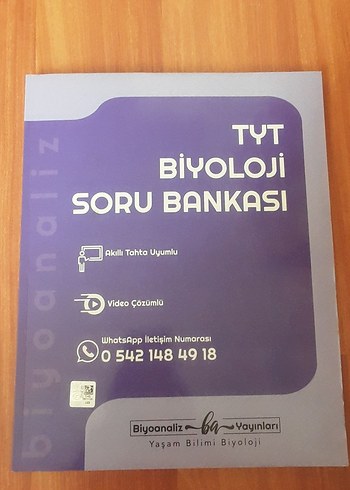 TYT
BİYOLOJİ
SORU BANKASI
biyoanaliz
Akıllı Tahta Uyumlu
Video Çözümlü
WhatsApp İletişim Numarası
0 542 148 49 18
Biyoanaliz ba Yayınları
Yaşam Bilimi Biyoloji